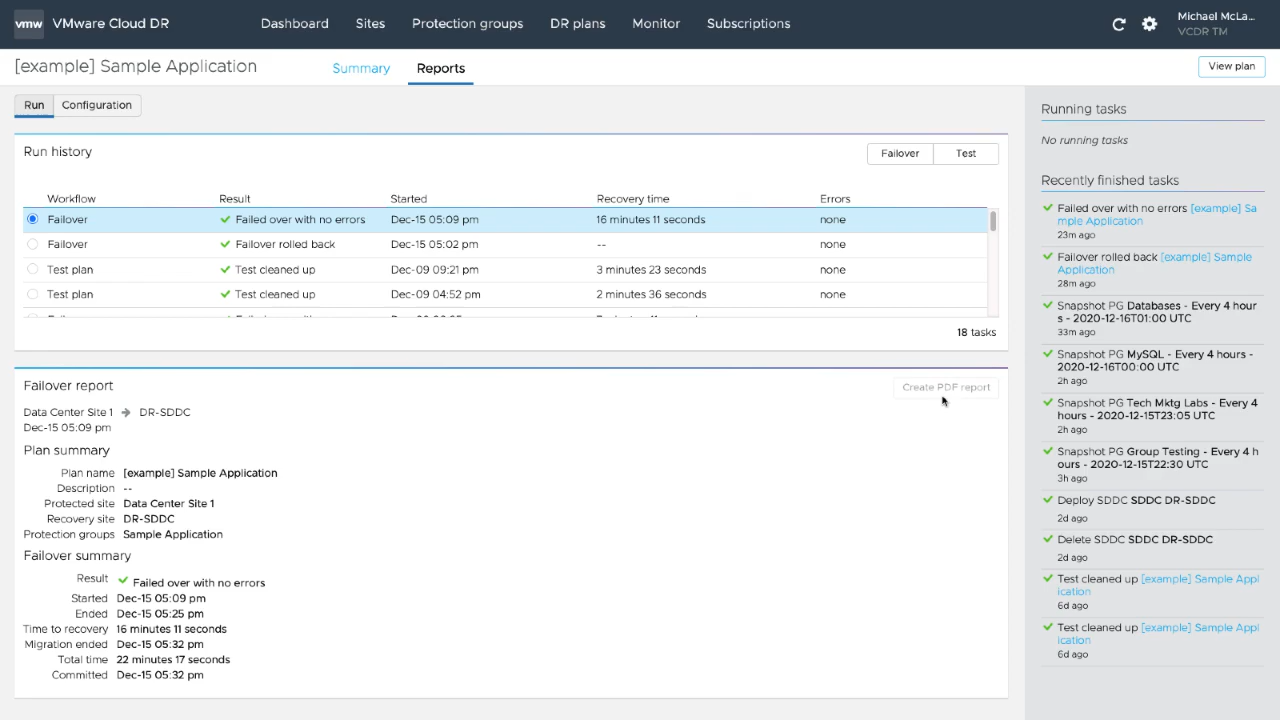 vmw VMware Cloud DR Dashboard Sites Protection groups DR plans Monitor Subscriptions
Michael McLa...
VCDR TM
[example] Sample Application Summary Reports View plan
Run Configuration
Run history Failover Test
Workflow Result Started Recovery time Errors
Failover Failed over with no errors Dec-15 05:09 pm 16 minutes 11 seconds none
Failover Failover rolled back Dec-15 05:02 pm -- none
Test plan Test cleaned up Dec-09 09:21 pm 3 minutes 23 seconds none
Test plan Test cleaned up Dec-09 04:52 pm 2 minutes 36 seconds none
18 tasks
Failover report Create PDF report
Data Center Site 1 → DR-SDDC
Dec-15 05:09 pm
Plan summary
Plan name [example] Sample Application
Description --
Protected site Data Center Site 1
Recovery site DR-SDDC
Protection groups Sample Application
Failover summary
Result Failed over with no errors
Started Dec-15 05:09 pm
Ended Dec-15 05:25 pm
Time to recovery 16 minutes 11 seconds
Migration ended Dec-15 05:32 pm
Total time 22 minutes 17 seconds
Committed Dec-15 05:32 pm
Running tasks
No running tasks
Recently finished tasks
Failed over with no errors [example] Sa
mple Application
23m ago
Failover rolled back [example] Sample
Application
28m ago
Snapshot PG Databases - Every 4 hour
s - 2020-12-16T01:00 UTC
33m ago
Snapshot PG MySQL - Every 4 hours -
2020-12-16T00:00 UTC
2h ago
Snapshot PG Tech Mktg Labs - Every 4
hours - 2020-12-15T23:05 UTC
2h ago
Snapshot PG Group Testing - Every 4 h
ours - 2020-12-15T22:30 UTC
3h ago
Deploy SDDC SDDC DR-SDDC
2d ago
Delete SDDC SDDC DR-SDDC
2d ago
Test cleaned up [example] Sample Appl
ication
6d ago
Test cleaned up [example] Sample Appl
ication
6d ago